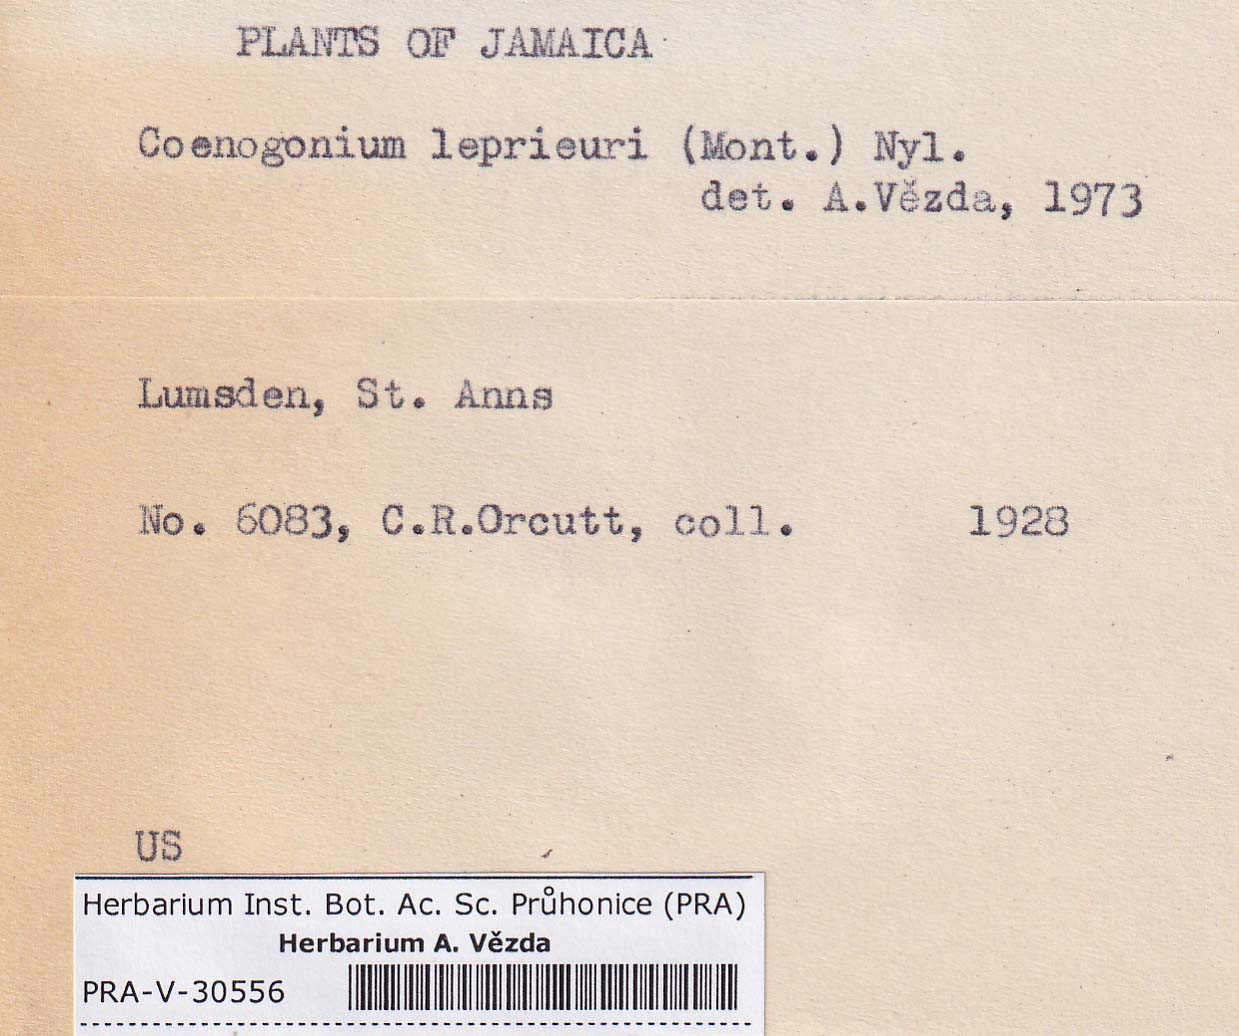 PLANTS OF JAMAICA
Coenogonium leprieuri (Mont.) Nyl.
det. A.Vězda, 1973
Lumsden, St. Anns
No. 6083, C.R.Orcutt, coll. 1928
US
Herbarium Inst. Bot. Ac. Sc. Průhonice (PRA)
Herbarium A. Vězda
PRA-V-30556